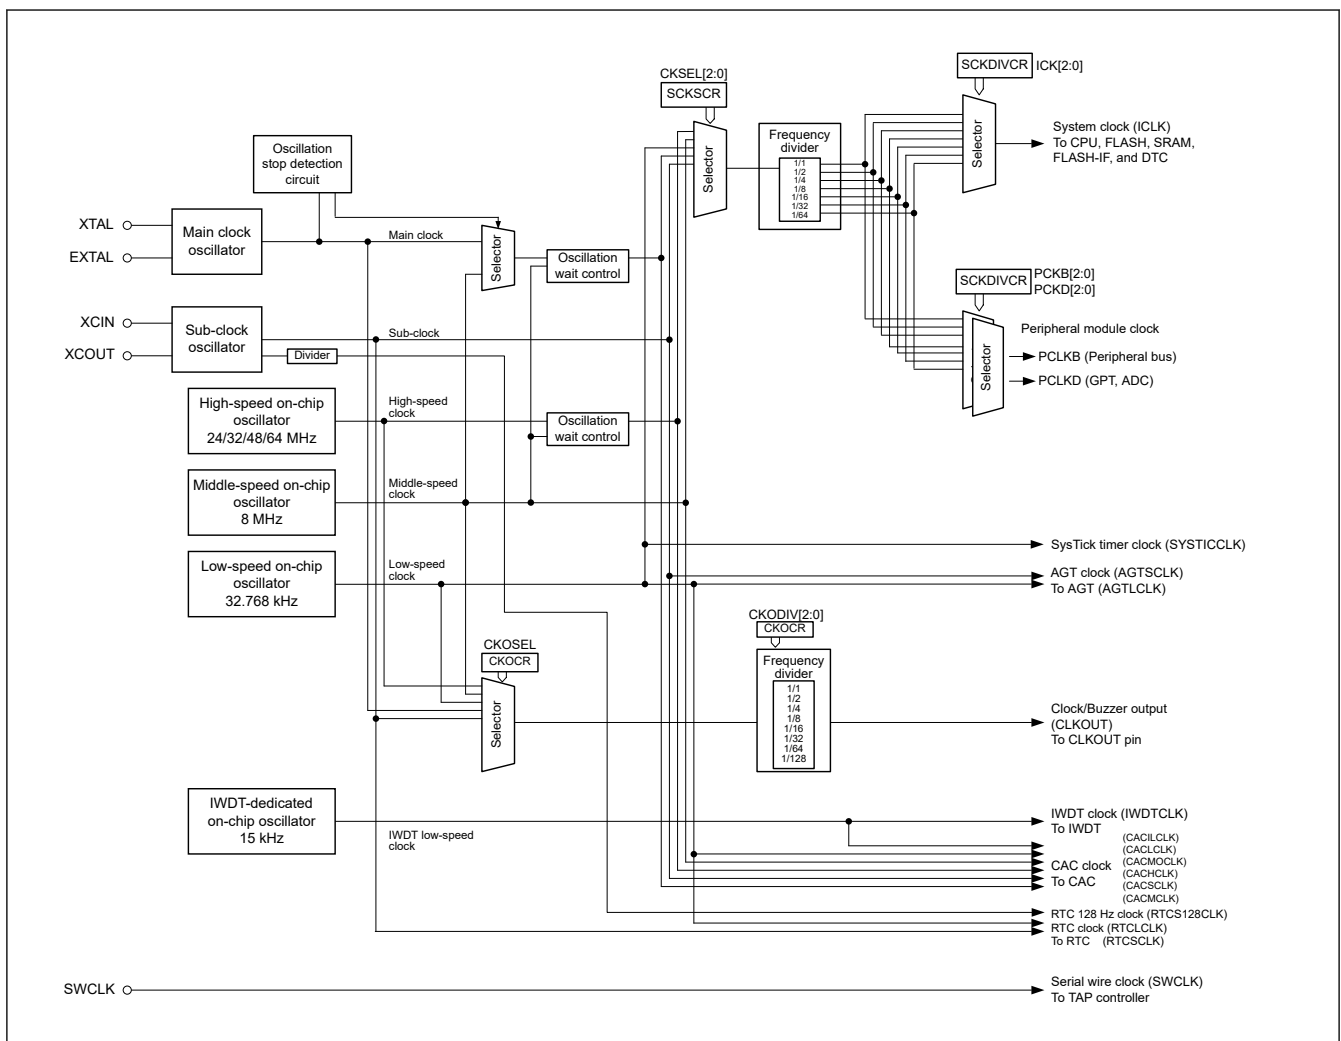 CKSEL[2:0]
SCKSCR
SCKDIVCR
ICK[2:0]
Selector
Frequency
divider
1/1
1/2
1/4
1/8
1/16
1/32
1/64
Selector
System clock (ICLK)
To CPU, FLASH, SRAM,
FLASH-IF, and DTC
Oscillation
stop detection
circuit
XTAL
EXTAL
Main clock
oscillator
Main clock
Selector
Oscillation
wait control
SCKDIVCR
PCKB[2:0]
PCKD[2:0]
Selector
Peripheral module clock
PCLKB (Peripheral bus)
PCLKD (GPT, ADC)
XCIN
XCOUT
Sub-clock
oscillator
Sub-clock
Divider
High-speed on-chip
oscillator
24/32/48/64 MHz
High-speed
clock
Oscillation
wait control
Middle-speed on-chip
oscillator
8 MHz
Middle-speed
clock
Low-speed on-chip
oscillator
32.768 kHz
Low-speed
clock
SysTick timer clock (SYSTICCLK)
AGT clock (AGTSCLK)
To AGT (AGTLCLK)
CKOSEL
CKOCR
Selector
CKODIV[2:0]
CKOCR
Frequency
divider
1/1
1/2
1/4
1/8
1/16
1/32
1/64
1/128
Clock/Buzzer output
(CLKOUT)
To CLKOUT pin
IWDT-dedicated
on-chip oscillator
15 kHz
IWDT low-speed
clock
IWDT clock (IWDTCLK)
To IWDT
CAC clock
To CAC
(CACILCLK)
(CACLCLK)
(CACMOCLK)
(CACHCLK)
(CACSCLK)
(CACMCLK)
RTC 128 Hz clock (RTCS128CLK)
RTC clock (RTCLCLK)
To RTC (RTCSCLK)
SWCLK
Serial wire clock (SWCLK)
To TAP controller